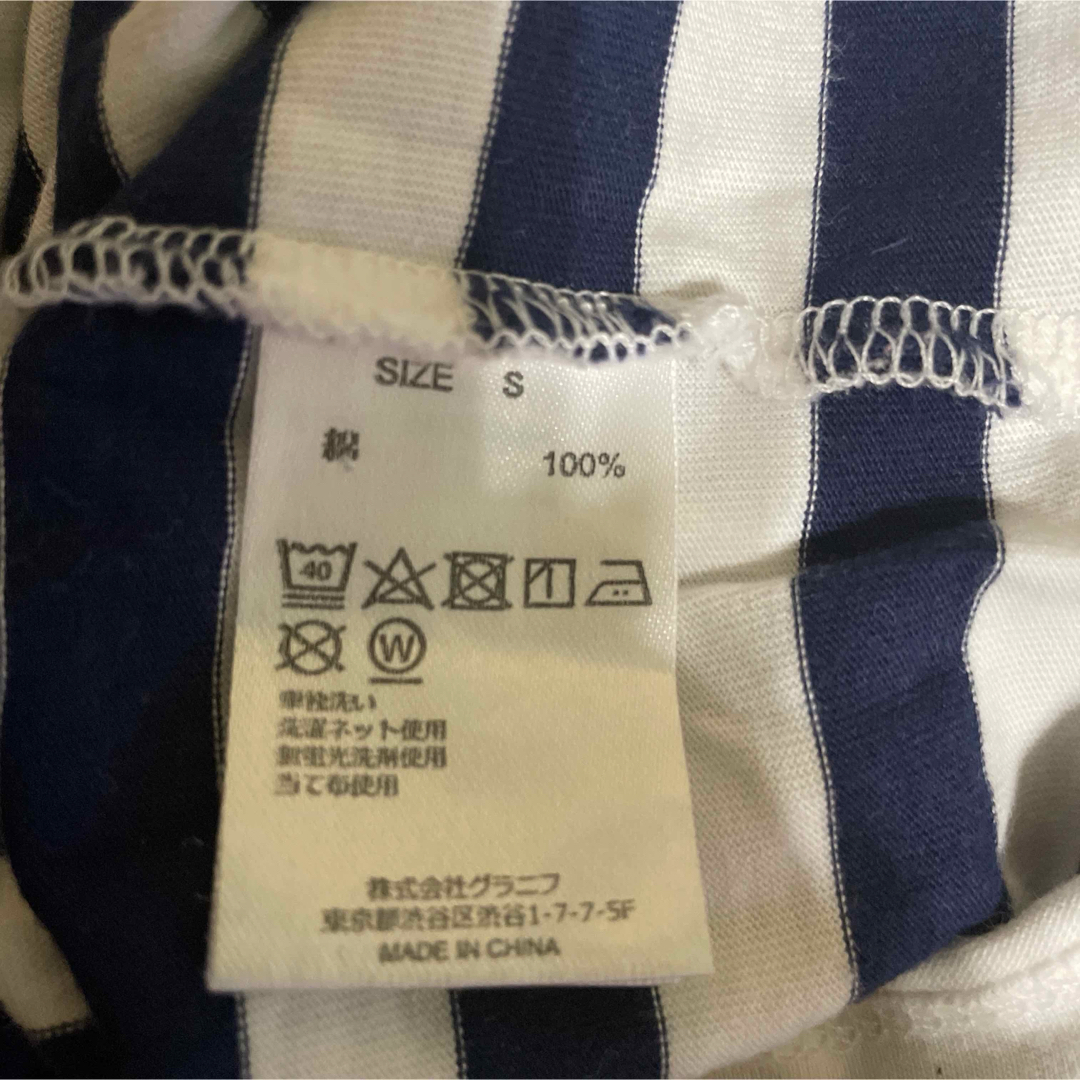 SIZE S
綿 100%
40
W
単独洗い
洗濯ネット使用
無蛍光洗剤使用
当て布使用
株式会社グラニフ
東京都渋谷区渋谷1-7-7-5F
MADE IN CHINA